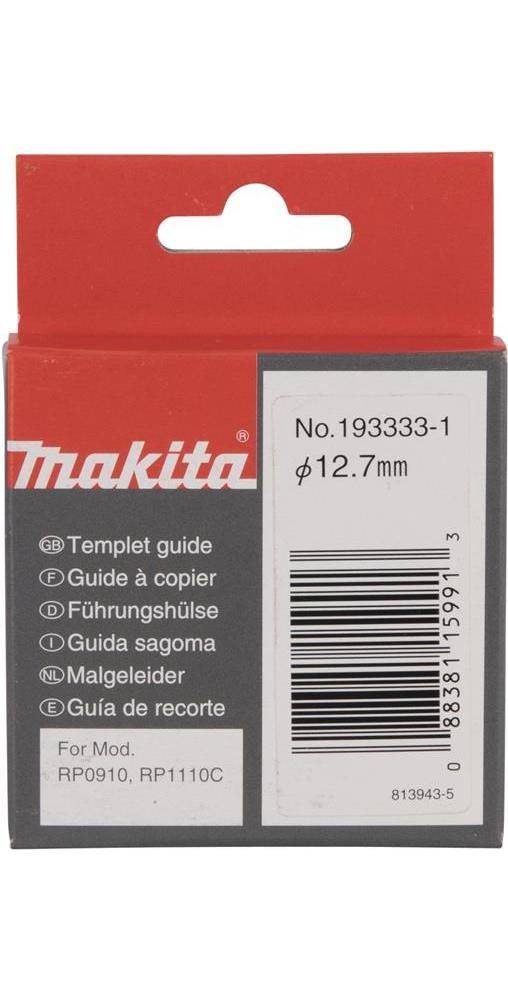 makita®
GB Templet guide
F Guide à copier
D Führungshülse
I Guida sagoma
NL Malgeleider
E Guía de recorte
For Mod.
RP0910, RP1110C
No.193333-1
φ12.7mm
0 88381 15991 3
813943-5